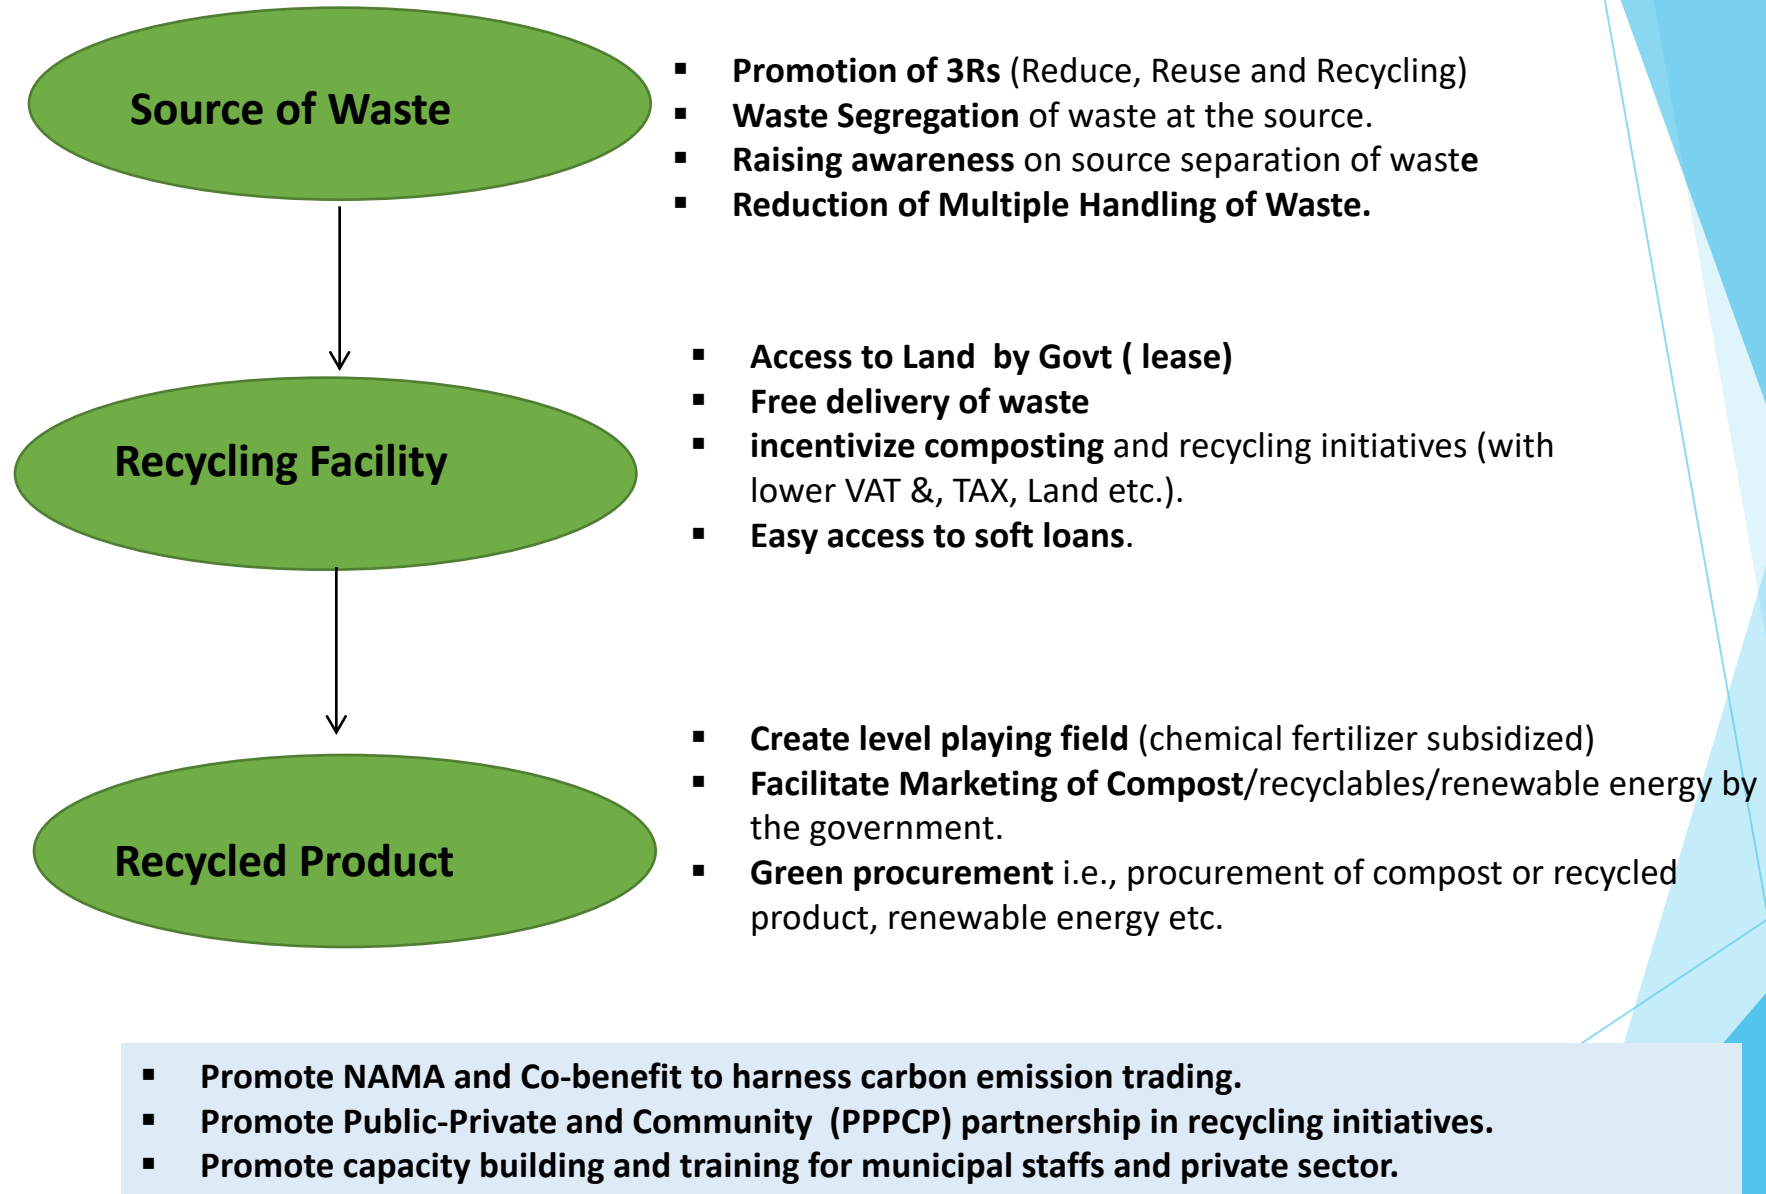 Source of Waste
▪ Promotion of 3Rs (Reduce, Reuse and Recycling)
▪ Waste Segregation of waste at the source.
▪ Raising awareness on source separation of waste
▪ Reduction of Multiple Handling of Waste.
Recycling Facility
▪ Access to Land  by Govt ( lease)
▪ Free delivery of waste
▪ incentivize composting and recycling initiatives (with
lower VAT &, TAX, Land etc.).
▪ Easy access to soft loans.
Recycled Product
▪ Create level playing field (chemical fertilizer subsidized)
▪ Facilitate Marketing of Compost/recyclables/renewable energy by
the government.
▪ Green procurement i.e., procurement of compost or recycled
product, renewable energy etc.
▪ Promote NAMA and Co-benefit to harness carbon emission trading.
▪ Promote Public-Private and Community  (PPPCP) partnership in recycling initiatives.
▪ Promote capacity building and training for municipal staffs and private sector.